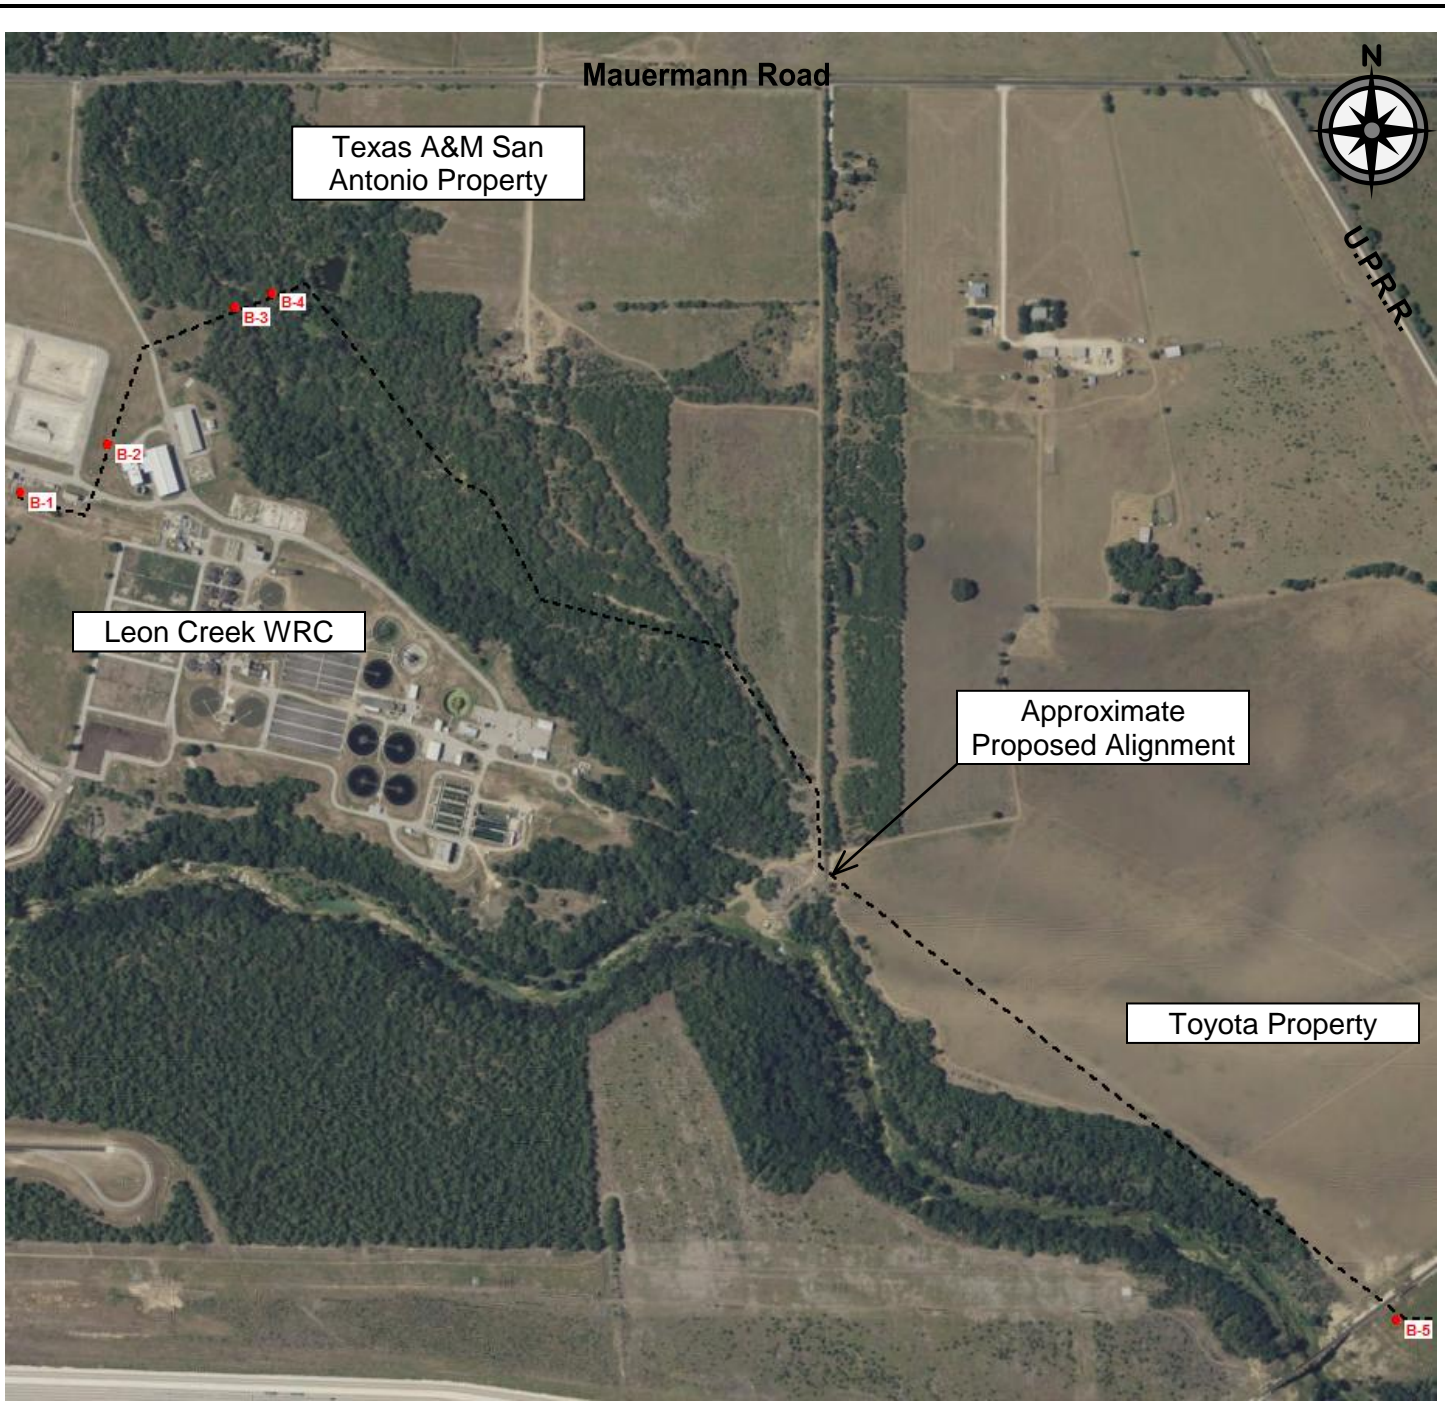 Mauermann Road
N
Texas A&M San
Antonio Property
U.P.R.R.
B-4
B-3
B-2
B-1
Leon Creek WRC
Approximate
Proposed Alignment
Toyota Property
B-5